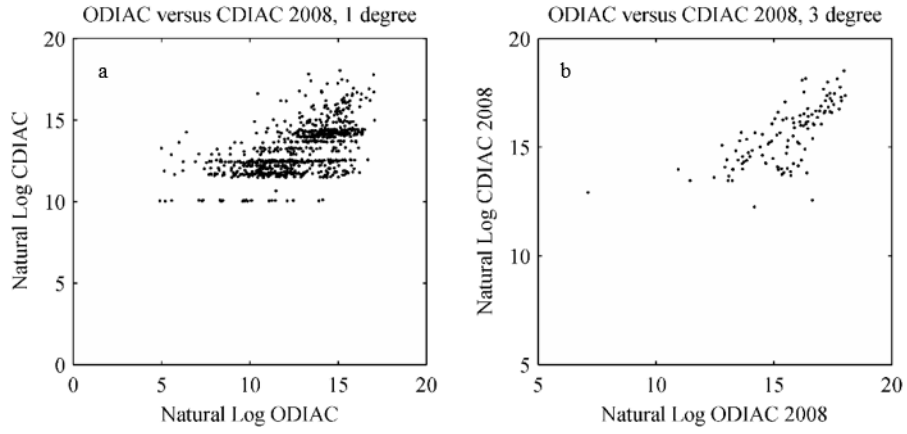 ODIAC versus CDIAC 2008, 1 degree
20
a
15
10
5
0
0 5 10 15 20
Natural Log CDIAC
Natural Log ODIAC
ODIAC versus CDIAC 2008, 3 degree
20
b
15
10
5
5 10 15 20
Natural Log CDIAC 2008
Natural Log ODIAC 2008